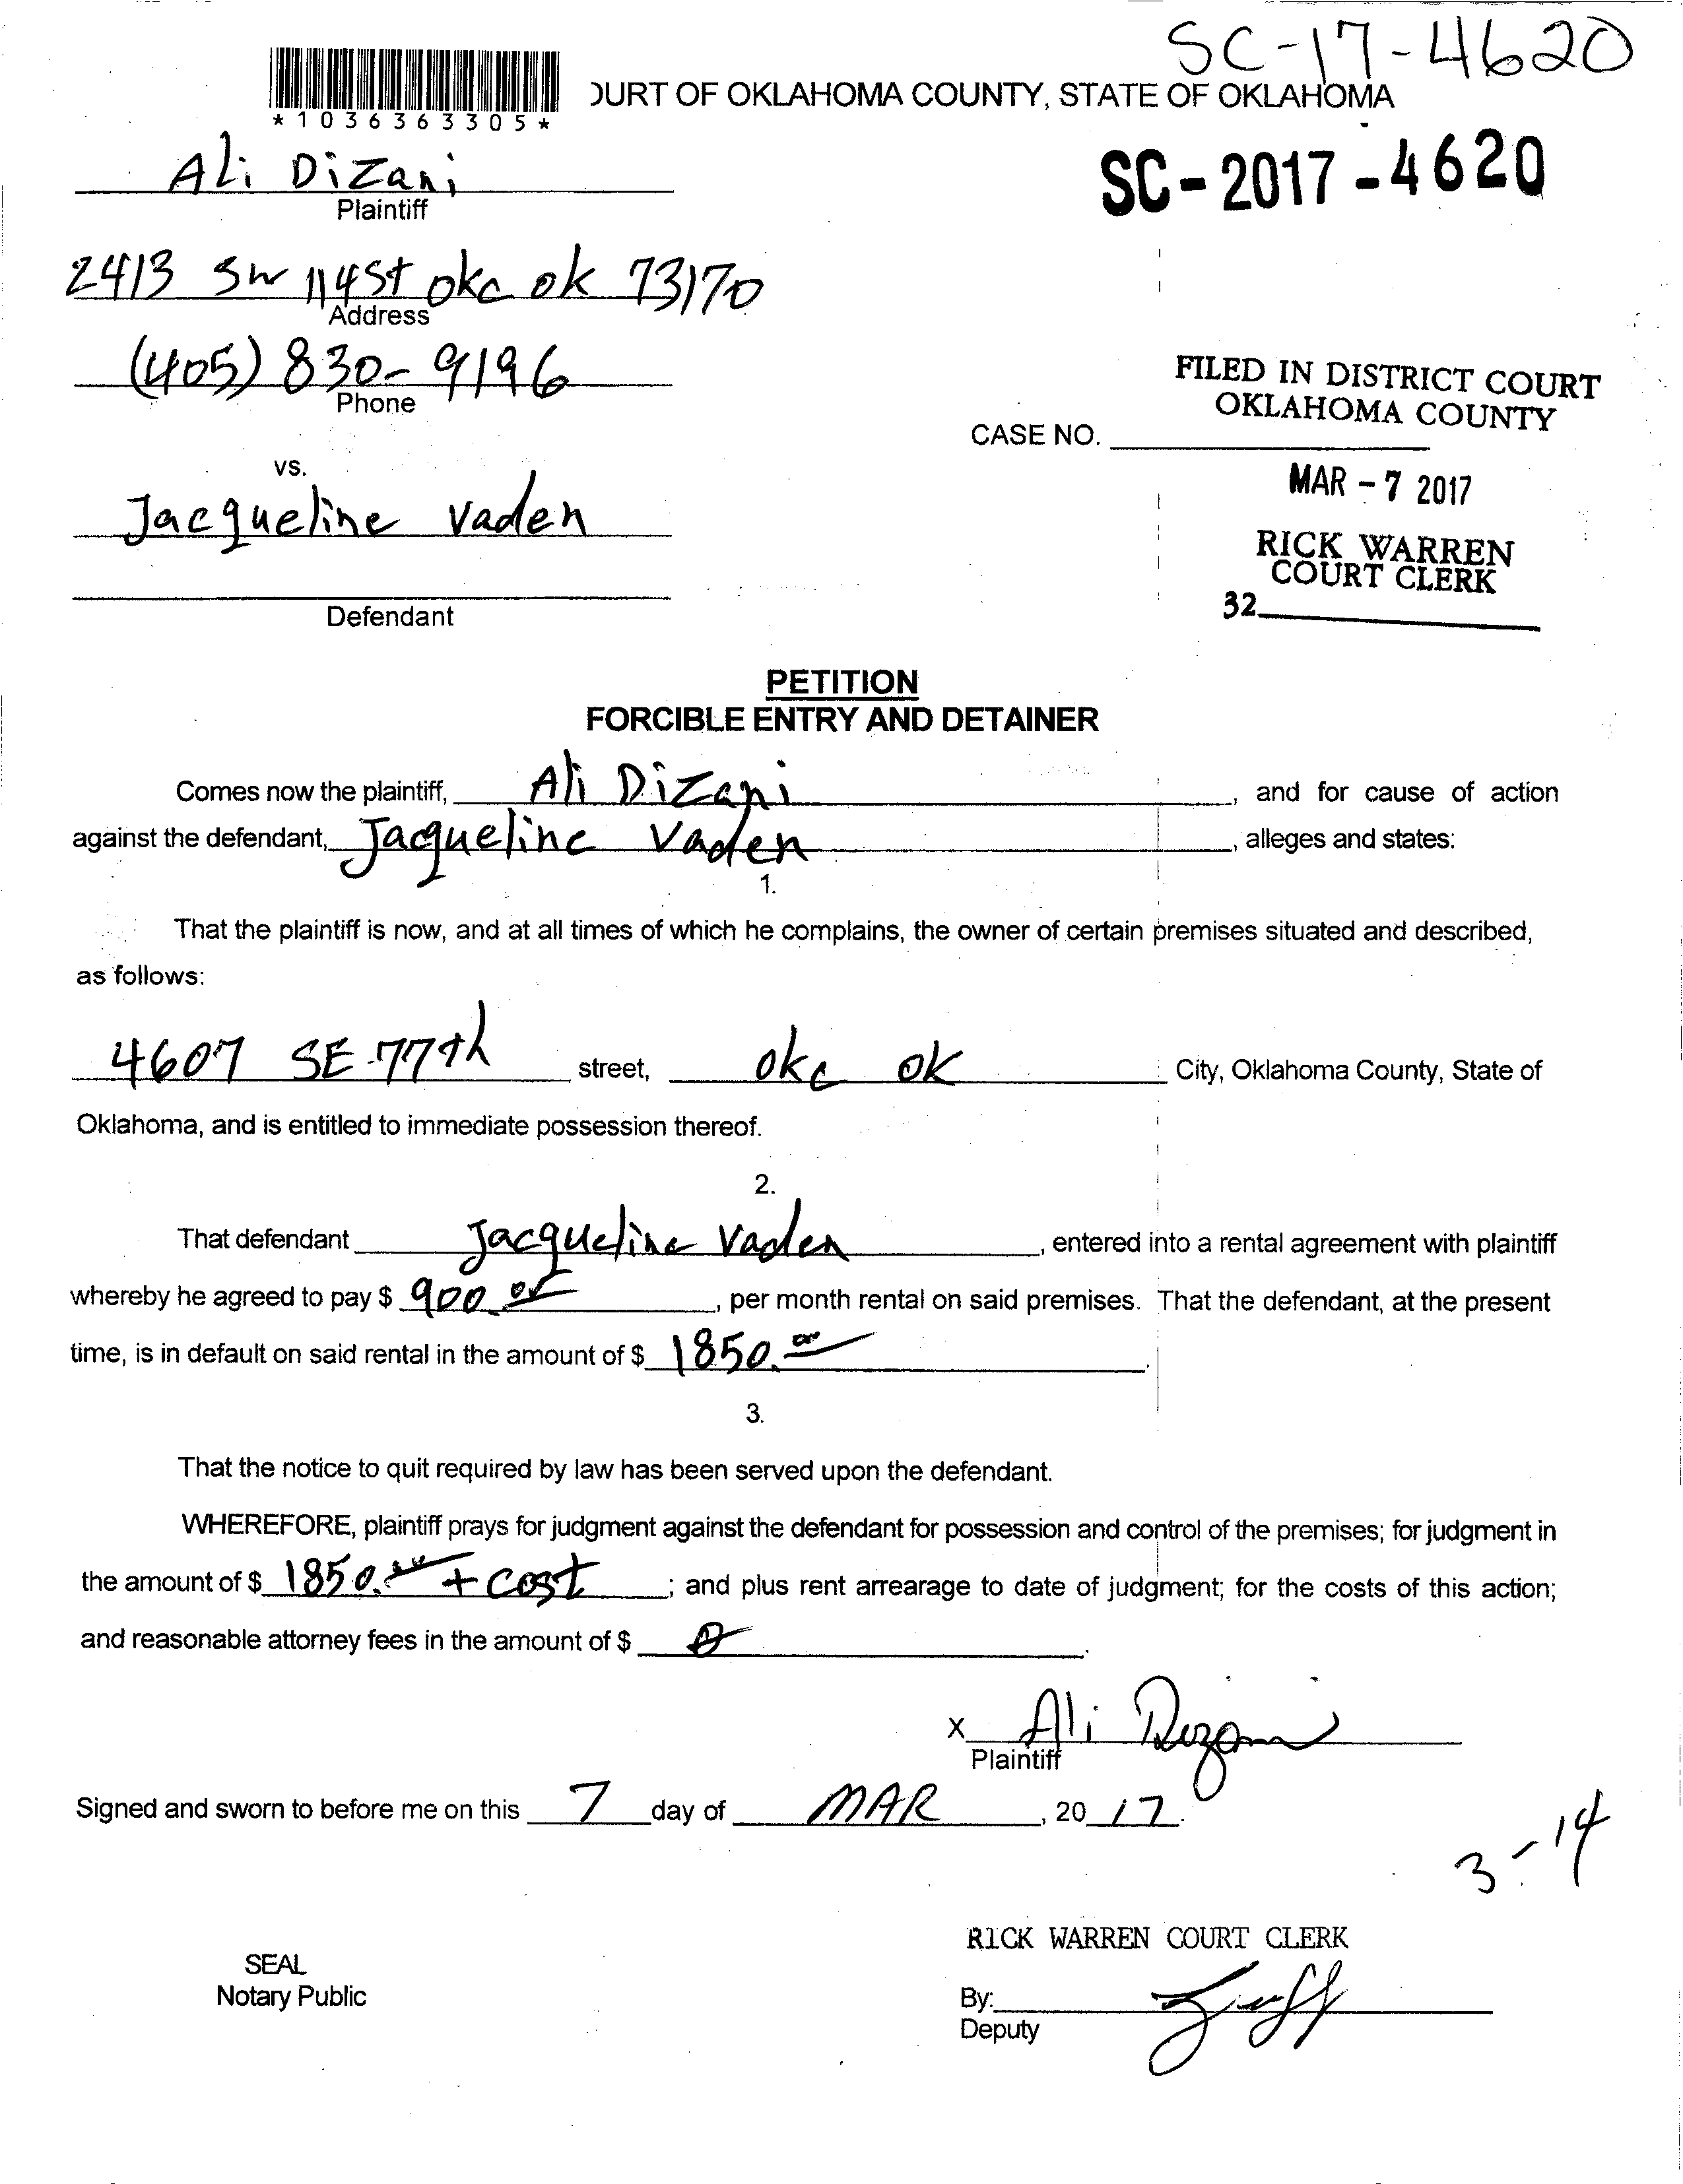 SC-17-4620
OURT OF OKLAHOMA COUNTY, STATE OF OKLAHOMA
*1036363305*
Ali Dizani
Plaintiff
SC-2017-4620
2413 SW 114St okc ok 73170
Address
(405) 830-9196
Phone
FILED IN DISTRICT COURT
OKLAHOMA COUNTY
CASE NO.
MAR -7 2017
vs.
Jacqueline Vaden
RICK WARREN
COURT CLERK
32
Defendant
PETITION
FORCIBLE ENTRY AND DETAINER
Comes now the plaintiff, Ali Dizani, and for cause of action
against the defendant, Jacqueline Vaden, alleges and states:
1.
That the plaintiff is now, and at all times of which he complains, the owner of certain premises situated and described,
as follows:
4607 SE 77th street, okc ok City, Oklahoma County, State of
Oklahoma, and is entitled to immediate possession thereof.
2.
That defendant Jacqueline Vaden, entered into a rental agreement with plaintiff
whereby he agreed to pay $ 900.00, per month rental on said premises. That the defendant, at the present
time, is in default on said rental in the amount of $ 1850.00.
3.
That the notice to quit required by law has been served upon the defendant.
WHEREFORE, plaintiff prays for judgment against the defendant for possession and control of the premises; for judgment in
the amount of $ 1850.00 + cost; and plus rent arrearage to date of judgment; for the costs of this action;
and reasonable attorney fees in the amount of $ 0.
X Ali Dizani
Plaintiff
Signed and sworn to before me on this 7 day of MAR, 2017.
3-14
RICK WARREN COURT CLERK
SEAL
Notary Public
By:
Deputy